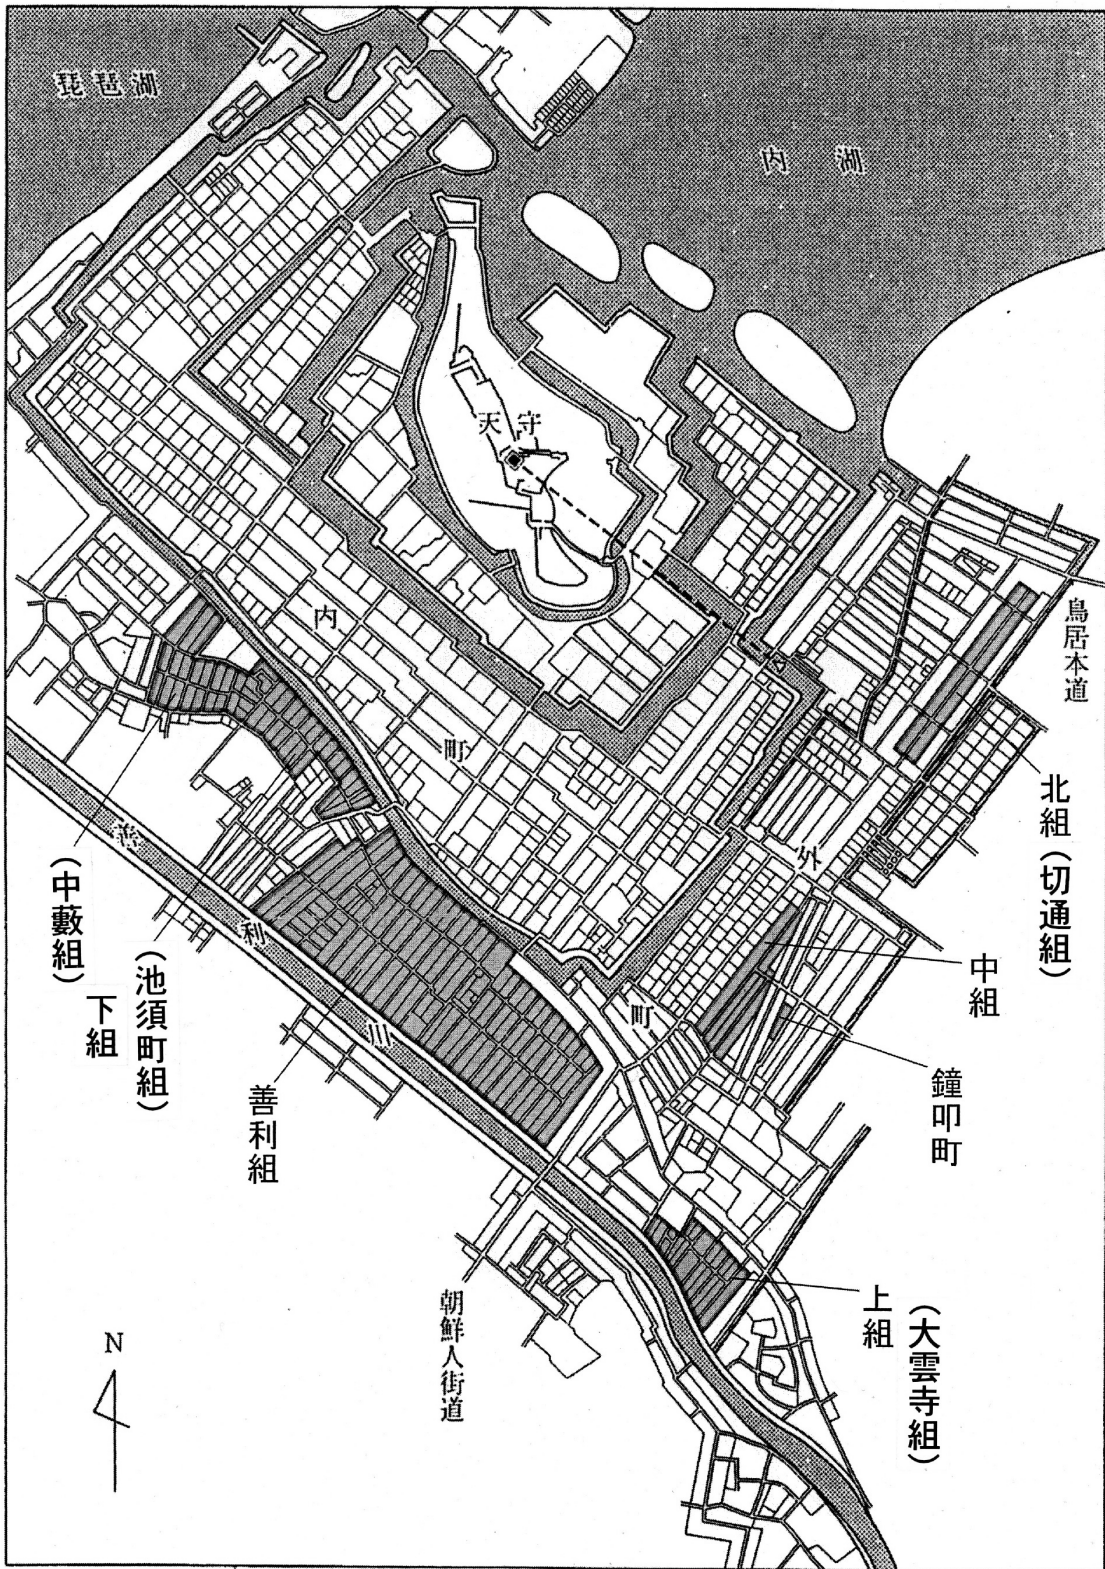 琵琶湖
内湖
天守
内町
外町
鳥居本道
北組(切通組)
中組
鐘叩町
上組
(大雲寺組)
善利川
善利組
(中藪組)
(池須町組)
下組
朝鮮人街道
N